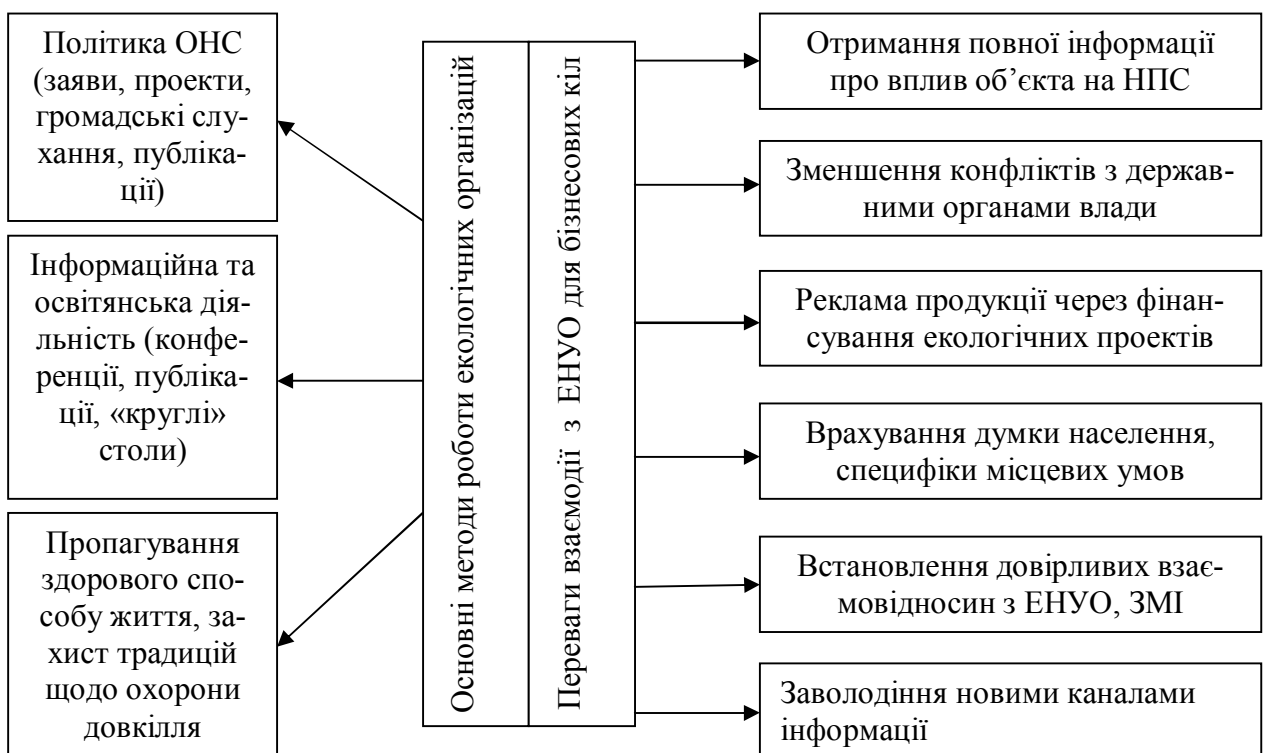 Політика ОНС
(заяви, проекти,
громадські слу-
хання, публіка-
ції)
Інформаційна та
освітянська дія-
льність (конфе-
ренції, публіка-
ції, «круглі»
столи)
Пропагування
здорового спо-
собу життя, за-
хист традицій
щодо охорони
довкілля
Основні методи роботи екологічних організацій
Переваги взаємодії з ЕНУО для бізнесових кіл
Отримання повної інформації
про вплив об’єкта на НПС
Зменшення конфліктів з держав-
ними органами влади
Реклама продукції через фінан-
сування екологічних проектів
Врахування думки населення,
специфіки місцевих умов
Встановлення довірливих взає-
мовідносин з ЕНУО, ЗМІ
Заволодіння новими каналами
інформації